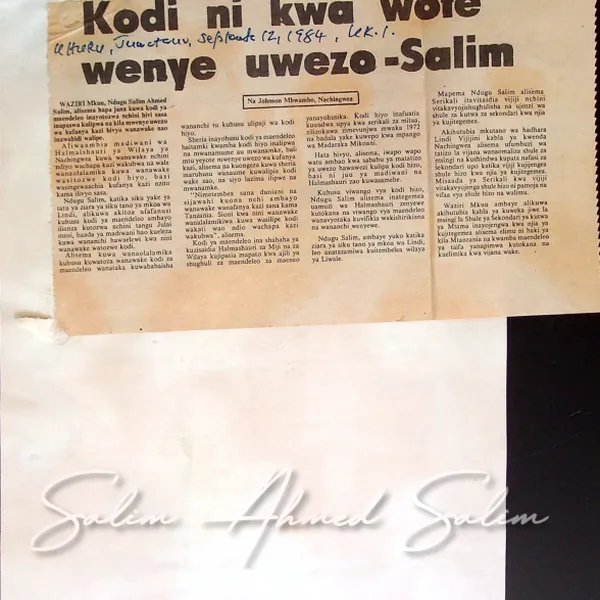 Kodi ni kwa wote
Uhuru, Jumatano, September 12, 1984, UK. 1.
wenye uwezo -Salim
Na Johnson Mbwambo, Nachingwea
WAZIRI Mkuu, Ndugu Salim Ahmed
Salim, alisema hapa juzi kuwa kodi ya
maendeleo inayotozwa nchini hivi sasa
inapaswa kulipwa na kila mwenye uwezo
wa kufanya kazi hivyo wanawake nao
inawabidi walipe.
Aliwaambia madiwani wa
Halmashauri ya Wilaya ya
Nachingwea kuwa wanawake nchini
ndipo wachapa kazi wakubwa na wale
wanaolalamika kuwa wanawake
wasitozwe kodi hiyo, basi
wasingewaachia kufanya kazi nzito
kama divyo sasa.
Ndugu Salim, katika siku yake ya
tatu ya ziara ya siku tano ya mkoa wa
Lindi, alikuwa akitoa ufafanuzi
kuhusu kodi ya maendeleo ambayo
ilianza kutozwa nchini tangu Julai
mosi, baada ya madiwani hao kueleza
kuwa wananchi hawaelewi kwa nini
wanawake watozwe kodi.
Alisema kuwa wanaolalamika
kuhusu kuwatoza wanawake kodi za
maendeleo wanataka kuwababaisha
wananchi tu kuhusu ulipaji wa kodi
hiyo.
Sheria inayohusu kodi ya maendeleo
haitamki kwamba kodi hiyo inalipwa
na mwanamume au mwanamke, bali
mtu yeyote mwenye uwezo wa kufanya
kazi, alisema na kuongeza kuwa sheria
inaruhusu wanaume kuwalipia kodi
wake zao, na siyo lazima ilipwe na
mwanamke.
"Nimetembea sana duniani na
sijawahi kuona nchi ambayo
wanawake wanafanya kazi sana kama
Tanzania. Sioni kwa nini wanawake
wanalalamikiwa kuwa wasilipe kodi
wakati wao ndio wachapa kazi
wakubwa", alisema.
Kodi ya maendeleo ina shabaha ya
kuzisaidia Halmashauri za Miji na za
Wilaya kujipatia mapato kwa ajili ya
shughuli za maendeleo za maeneo
yanayohusika. Kodi hiyo inafuatia
kuundwa upya kwa serikali za mitaa,
zilizokuwa zimevunjwa mwaka 1972
na badala yake kuwepo kwa mpango
wa Madaraka Mikoani.
Hata hivyo, alisema, iwapo wapo
watu ambao kwa sababu ya matatizo
ya uwezo hawawezi kulipa kodi hizo,
basi ni juu ya madiwani na
Halmashauri zao kuwasamehe.
Kuhusu viwango vya kodi hizo,
Ndugu Salim alisema inategemea
uamuzi wa Halmashauri zenyewe
kutokana na viwango vya maendeleo
wanavyotaka kuvifikia wakishirikiana
na wananchi wenyewe.
Ndugu Salim, ambaye yuko katika
ziara ya siku tano ya mkoa wa Lindi,
leo anatazamiwa kuitembelea wilaya
ya Liwale.
Mapema Ndugu Salim alisema
Serikali itavisaidia vijiji nchini
vitakavyojishughulisha na ujenzi wa
shule za kutwa za sekondari kwa njia
ya kujitegemea.
Akihutubia mkutano wa hadhara
Lindi Vijijini kabla ya kwenda
Nachingwea alisema ufumbuzi wa
tatizo la vijana wanaomaliza shule za
msingi na kushindwa kupata nafasi za
sekondari upo katika vijiji kujijengea
shule hizo kwa njia ya kujitegemea.
Misaada ya Serikali kwa vijiji
vitakavyojenga shule hizo ni pamoja na
vifaa vya shule hizo na walimu.
Waziri Mkuu ambaye alikuwa
akihutubia kabla ya kuweka jiwe la
msingi la Shule ya Sekondari ya kutwa
ya Mtama inayojengwa kwa njia ya
kujitegemea alisema elimu ni haki ya
kila Mtanzania na kwamba maendeleo
ya taifa yanapimwa kutokana na
kuelimika kwa vijana wake.
Salim Ahmed Salim